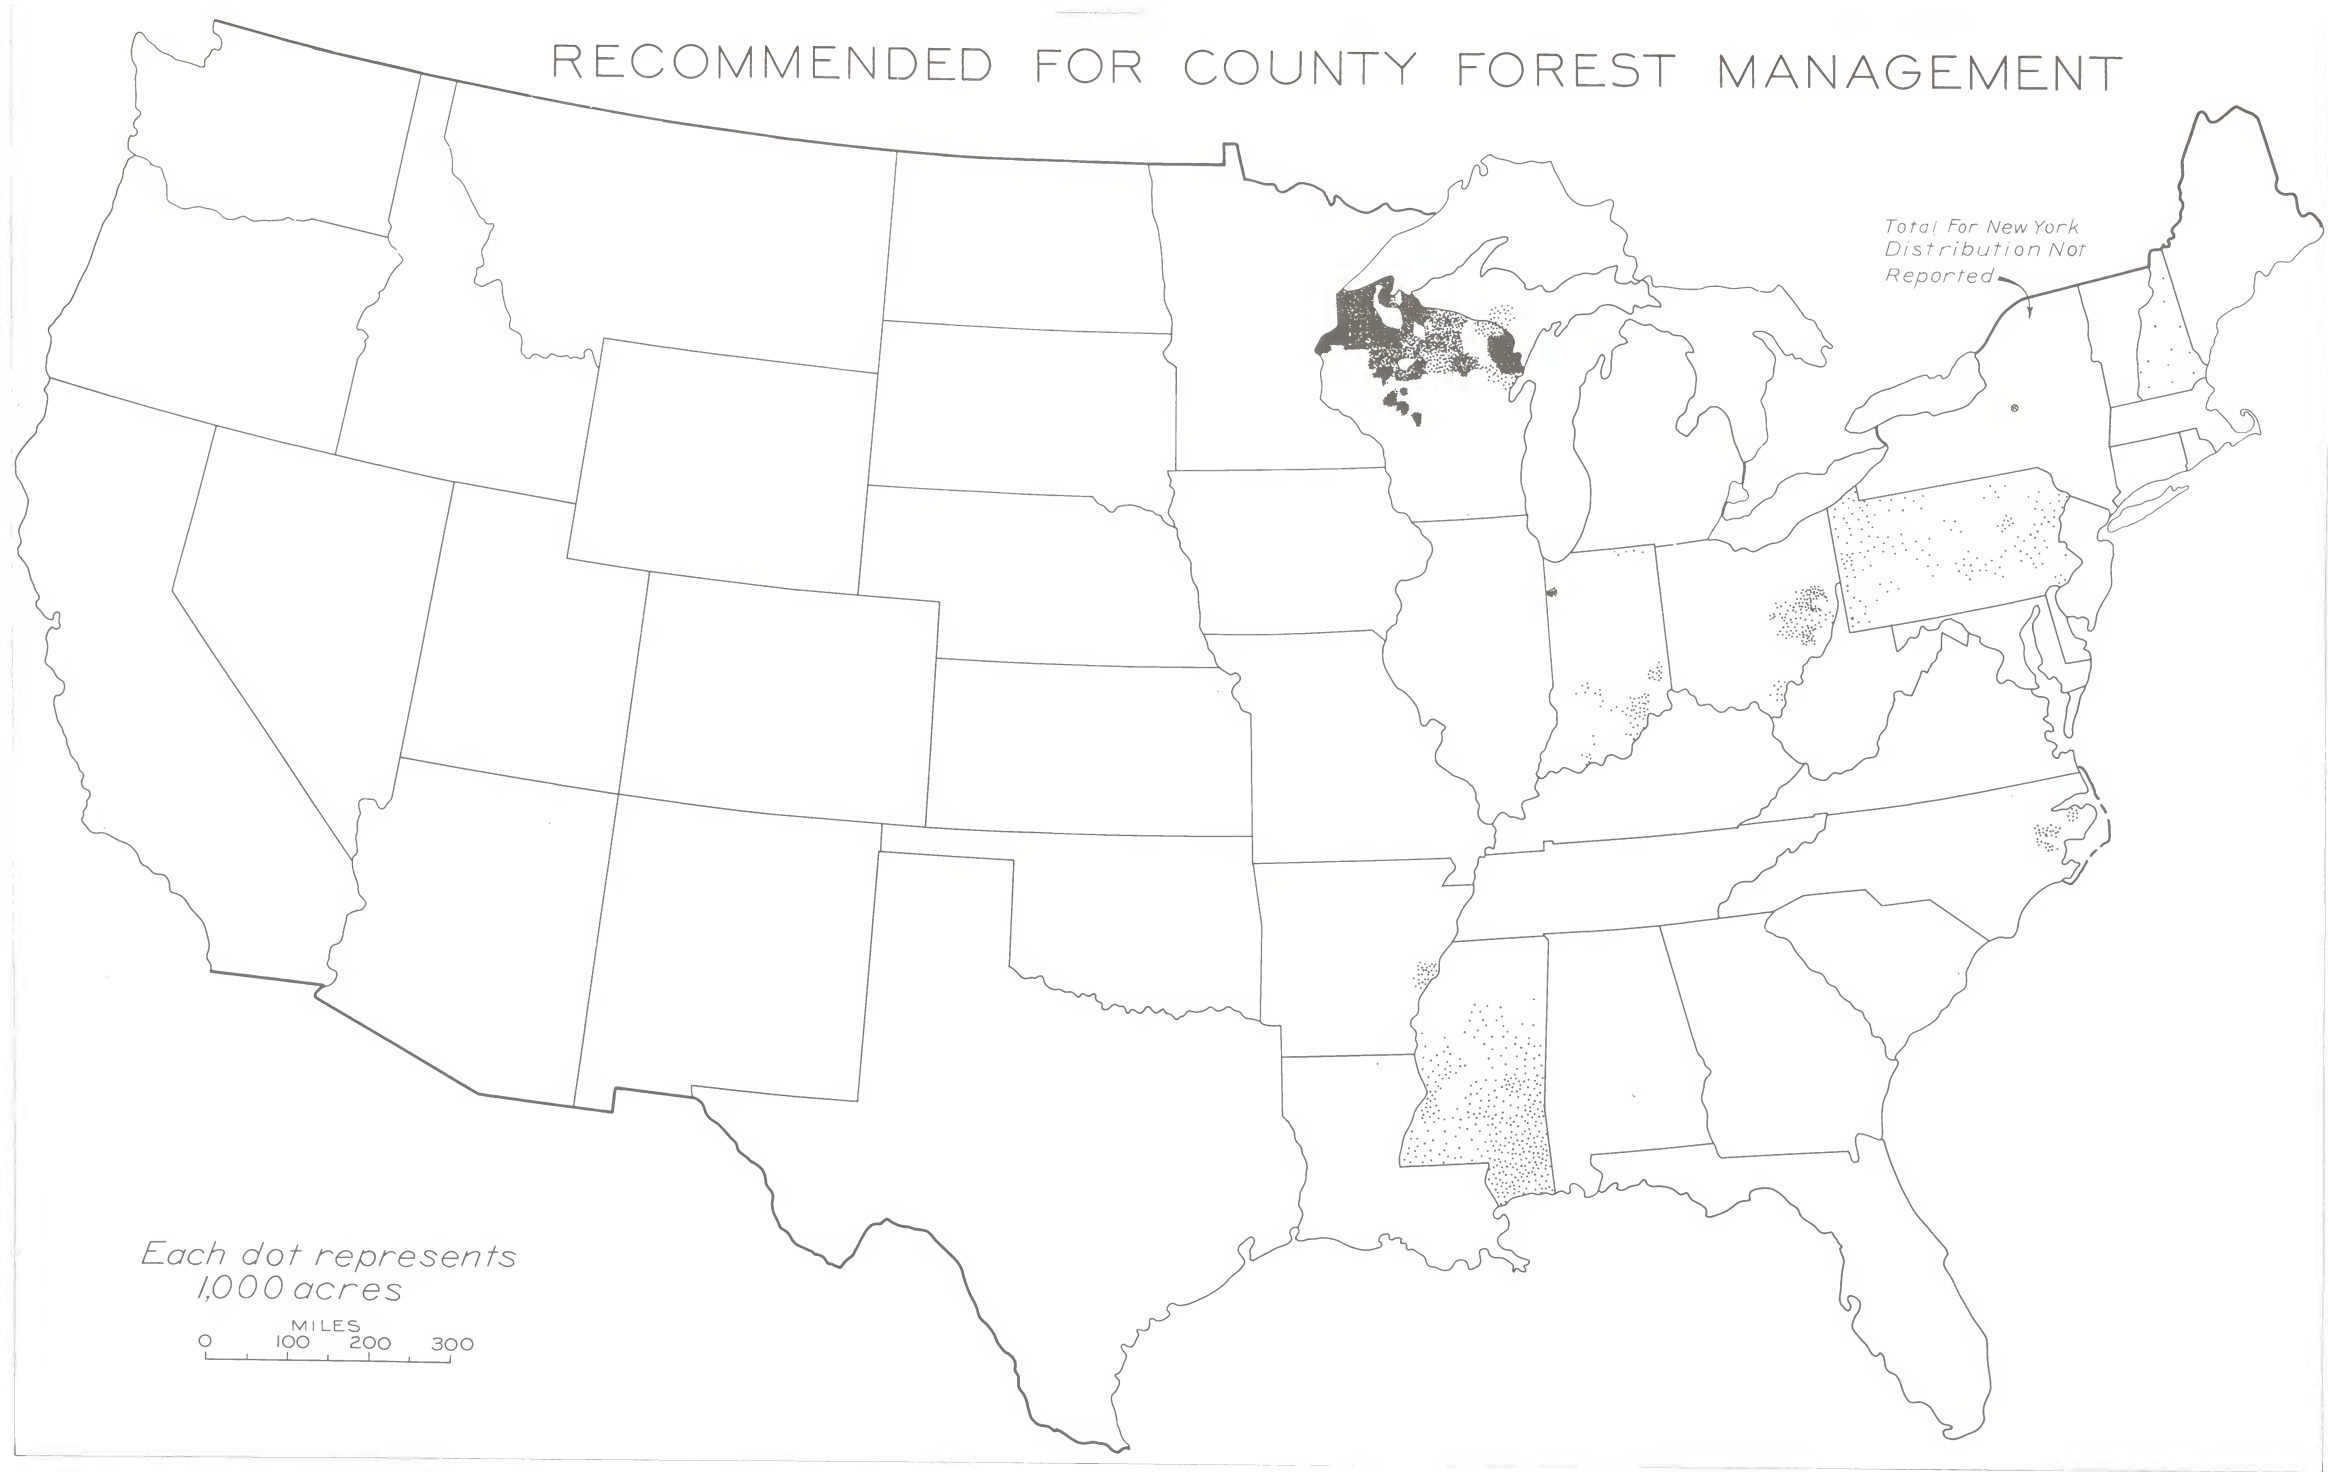 RECOMMENDED FOR COUNTY FOREST MANAGEMENT
Total For New York
Distribution Not
Reported
Each dot represents
1,000 acres
MILES
0 100 200 300